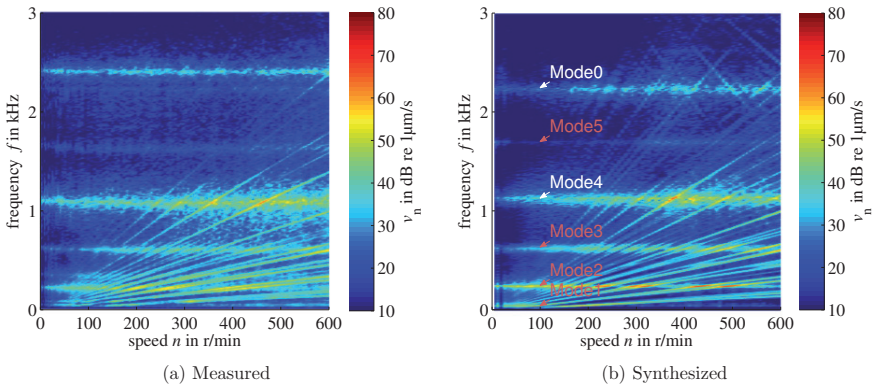 3
2
1
0
frequency f in kHz
0 100 200 300 400 500 600
speed n in r/min
80
70
60
50
40
30
20
10
vn in dB re 1µm/s
(a) Measured
3
2
1
0
frequency f in kHz
Mode0
Mode5
Mode4
Mode3
Mode2
Mode1
0 100 200 300 400 500 600
speed n in r/min
80
70
60
50
40
30
20
10
vn in dB re 1µm/s
(b) Synthesized